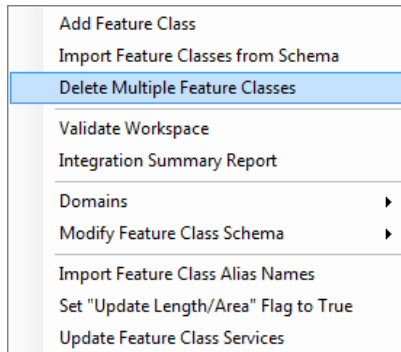 Add Feature Class
Import Feature Classes from Schema
Delete Multiple Feature Classes
Validate Workspace
Integration Summary Report
Domains
Modify Feature Class Schema
Import Feature Class Alias Names
Set "Update Length/Area" Flag to True
Update Feature Class Services